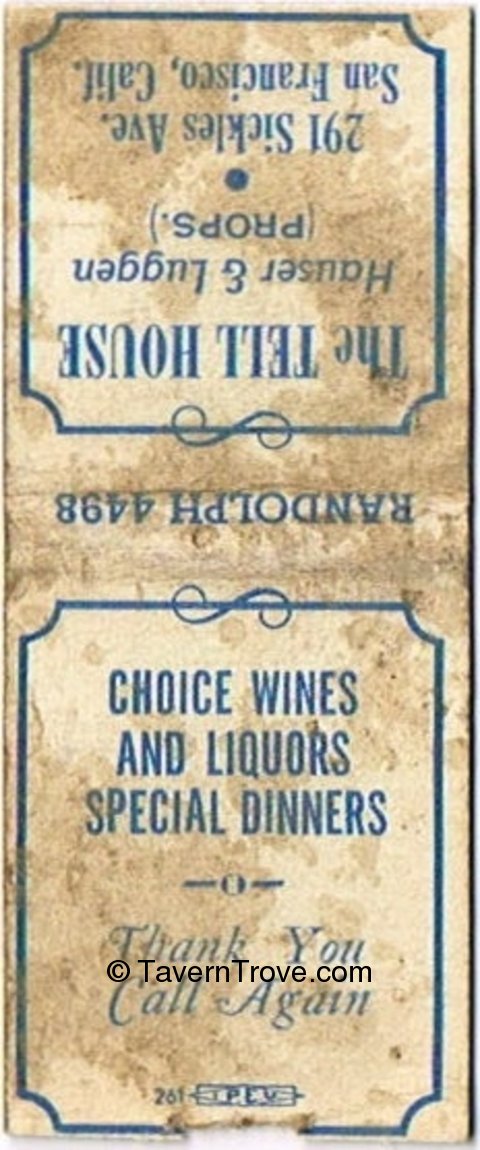 The TELL HOUSE
Hauser & Luggen
(PROPS.)
291 Sickles Ave.
San Francisco, Calif.
RANDOLPH 4498
CHOICE WINES
AND LIQUORS
SPECIAL DINNERS
Thank You
© TavernTrove.com
Call Again
261